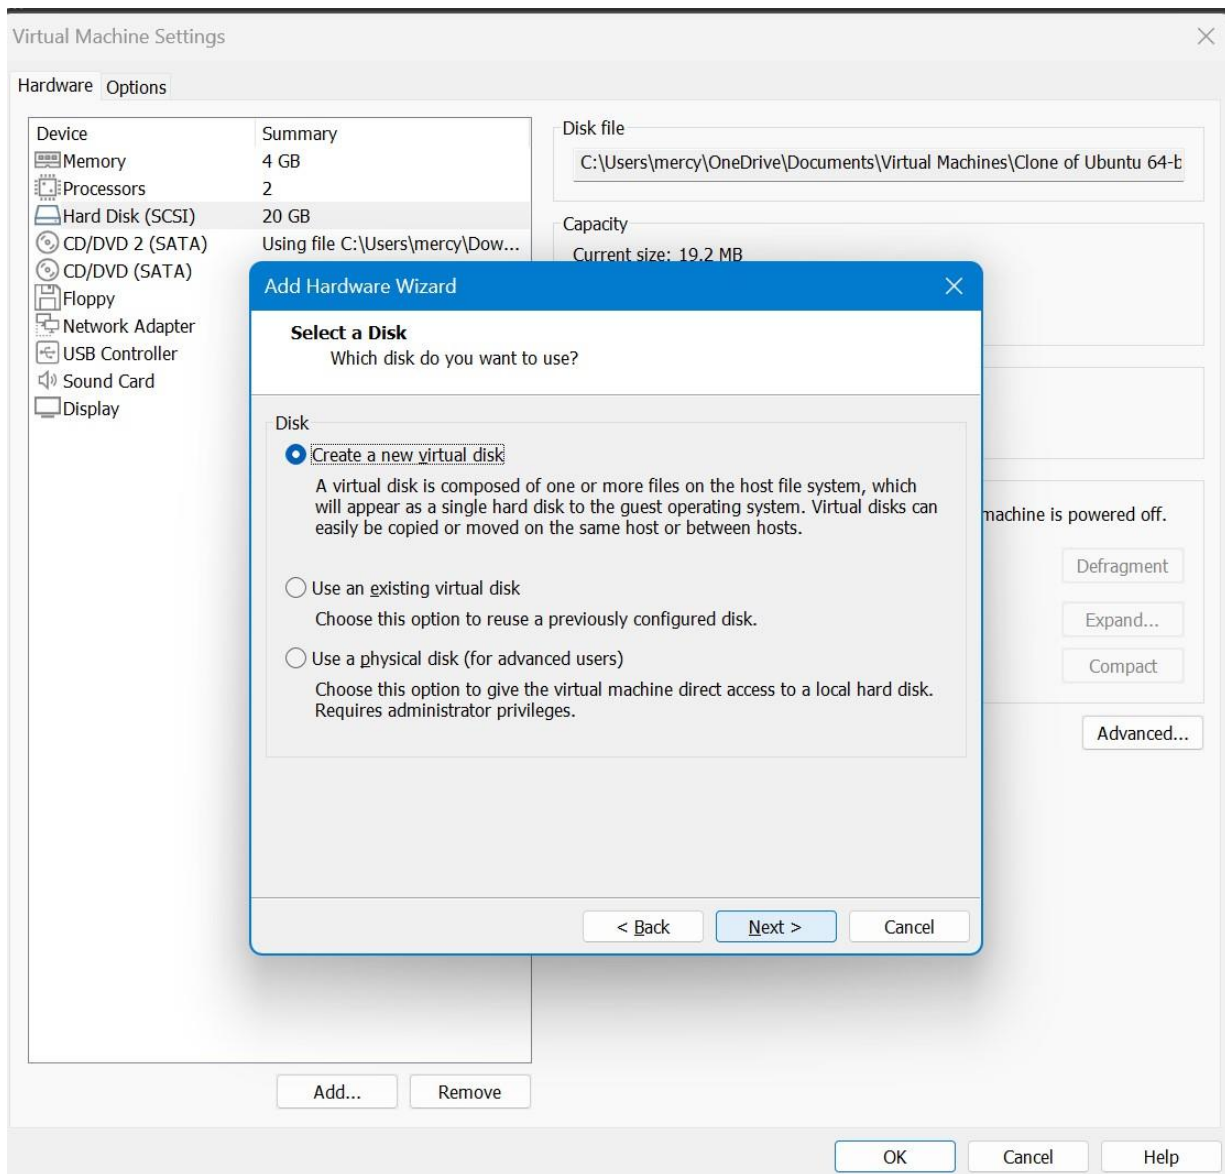 Virtual Machine Settings
Hardware Options
Device Summary
Memory 4 GB
Processors 2
Hard Disk (SCSI) 20 GB
CD/DVD 2 (SATA) Using file C:\Users\mercy\Dow...
CD/DVD (SATA)
Floppy
Network Adapter
USB Controller
Sound Card
Display
Add... Remove
Disk file
C:\Users\mercy\OneDrive\Documents\Virtual Machines\Clone of Ubuntu 64-b
Capacity
Current size: 19.2 MB
machine is powered off.
Defragment
Expand...
Compact
Advanced...
Add Hardware Wizard
Select a Disk
Which disk do you want to use?
Disk
Create a new virtual disk
A virtual disk is composed of one or more files on the host file system, which
will appear as a single hard disk to the guest operating system. Virtual disks can
easily be copied or moved on the same host or between hosts.
Use an existing virtual disk
Choose this option to reuse a previously configured disk.
Use a physical disk (for advanced users)
Choose this option to give the virtual machine direct access to a local hard disk.
Requires administrator privileges.
< Back Next > Cancel
OK Cancel Help